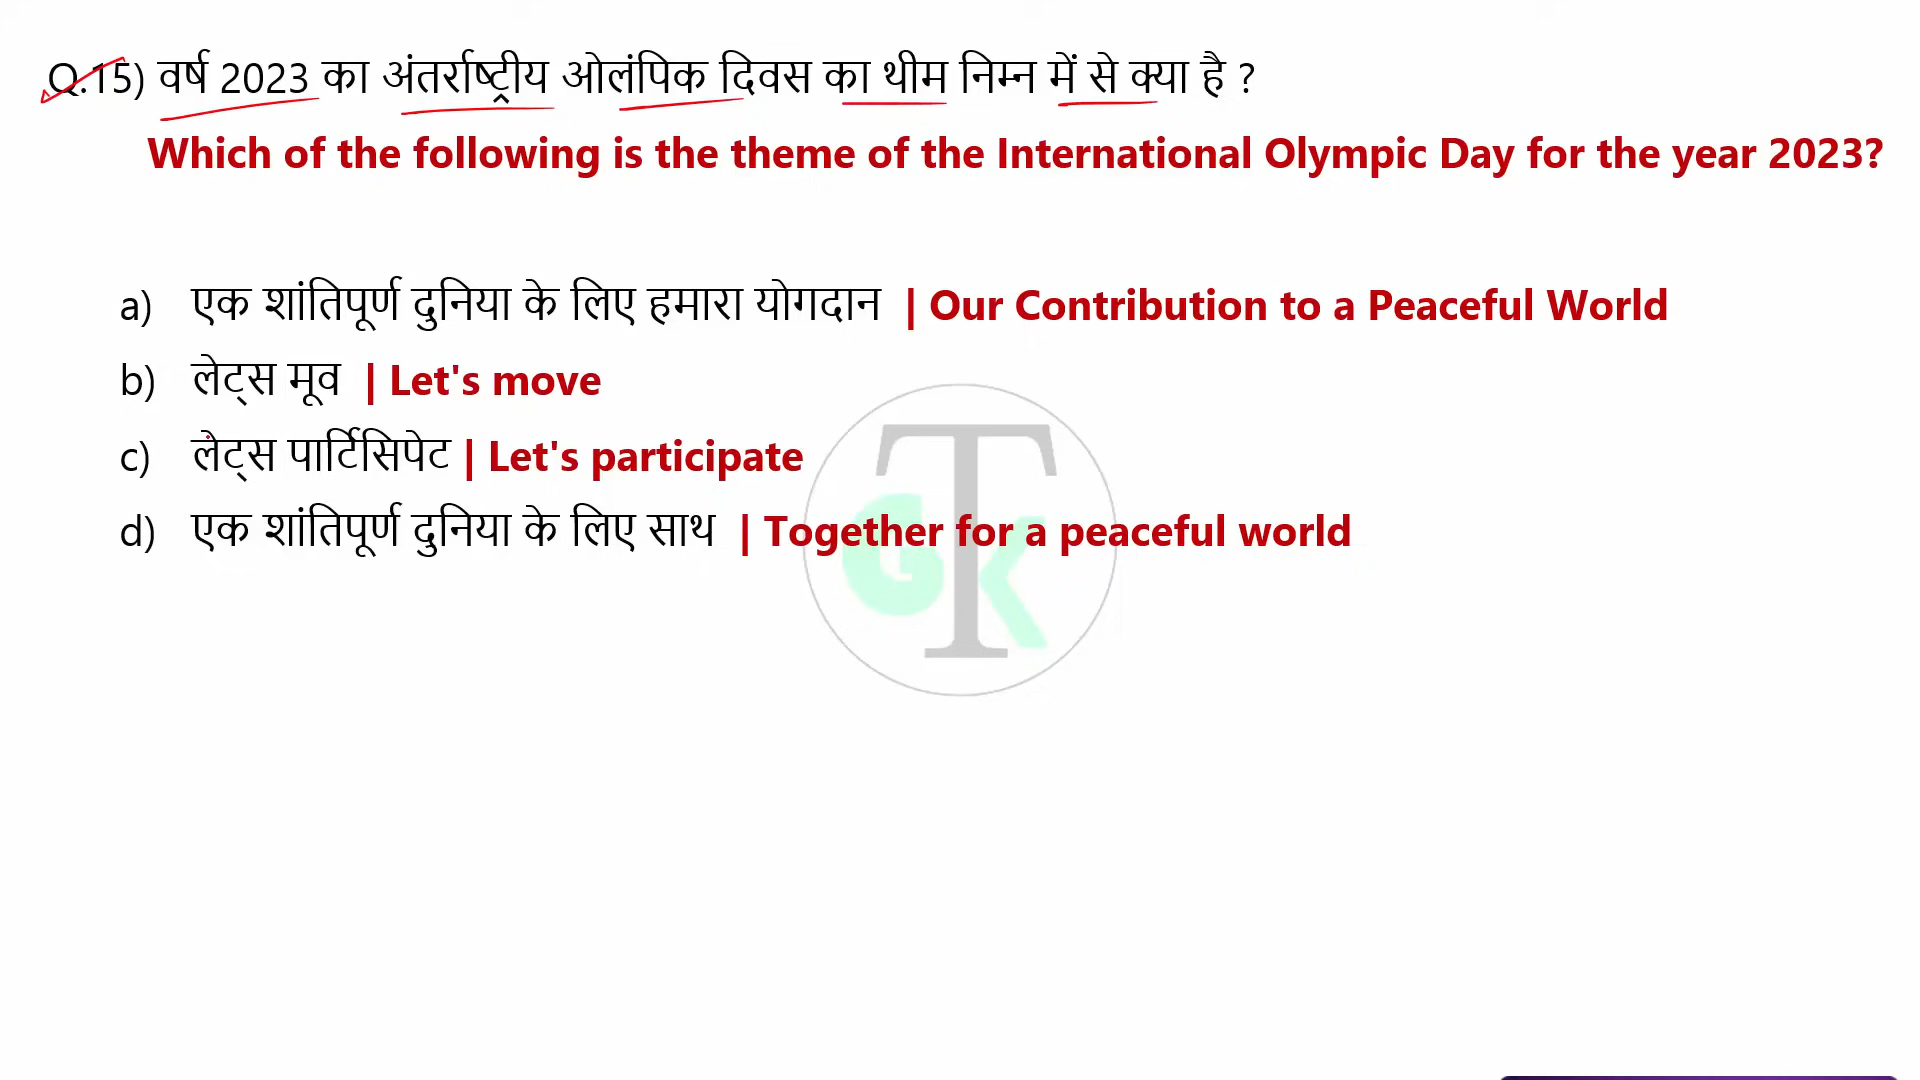 Q.15) वर्ष 2023 का अंतर्राष्ट्रीय ओलंपिक दिवस का थीम निम्न में से क्या है ?
Which of the following is the theme of the International Olympic Day for the year 2023?
a) एक शांतिपूर्ण दुनिया के लिए हमारा योगदान | Our Contribution to a Peaceful World
b) लेट्स मूव | Let's move
c) लेट्स पार्टिसिपेट | Let's participate
d) एक शांतिपूर्ण दुनिया के लिए साथ | Together for a peaceful world
GTK